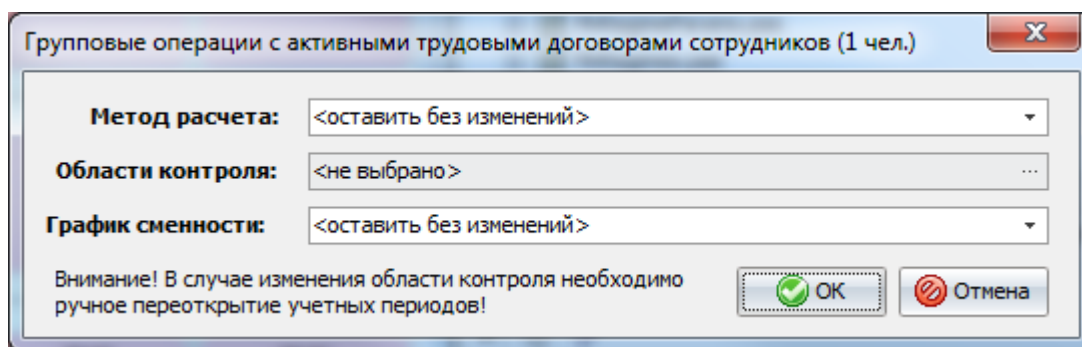 Групповые операции с активными трудовыми договорами сотрудников (1 чел.)
Метод расчета: <оставить без изменений>
Области контроля: <не выбрано> ...
График сменности: <оставить без изменений>
Внимание! В случае изменения области контроля необходимо
ручное переоткрытие учетных периодов!
OK Отмена